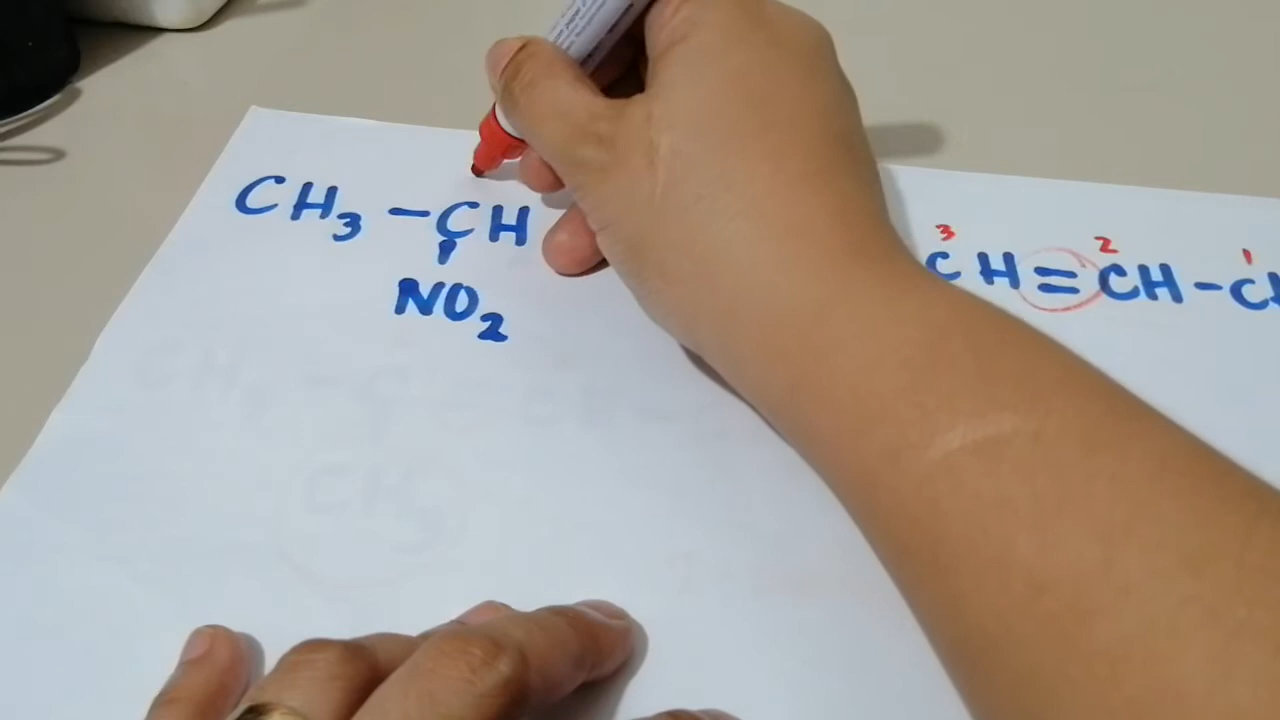 CH₃ – CH
NO₂
3 2 1
CH = CH – C